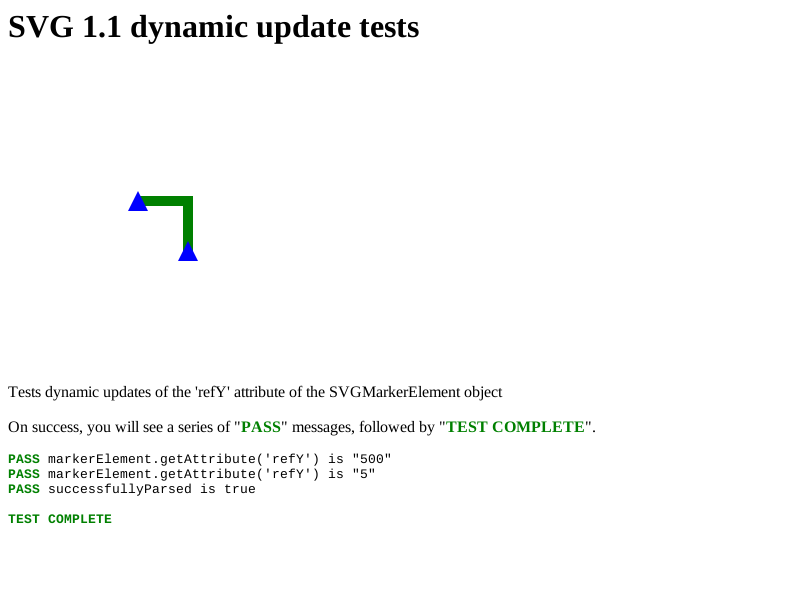 SVG 1.1 dynamic update tests
Tests dynamic updates of the 'refY' attribute of the SVGMarkerElement object
On success, you will see a series of "PASS" messages, followed by "TEST COMPLETE".
PASS markerElement.getAttribute('refY') is "500"
PASS markerElement.getAttribute('refY') is "5"
PASS successfullyParsed is true
TEST COMPLETE